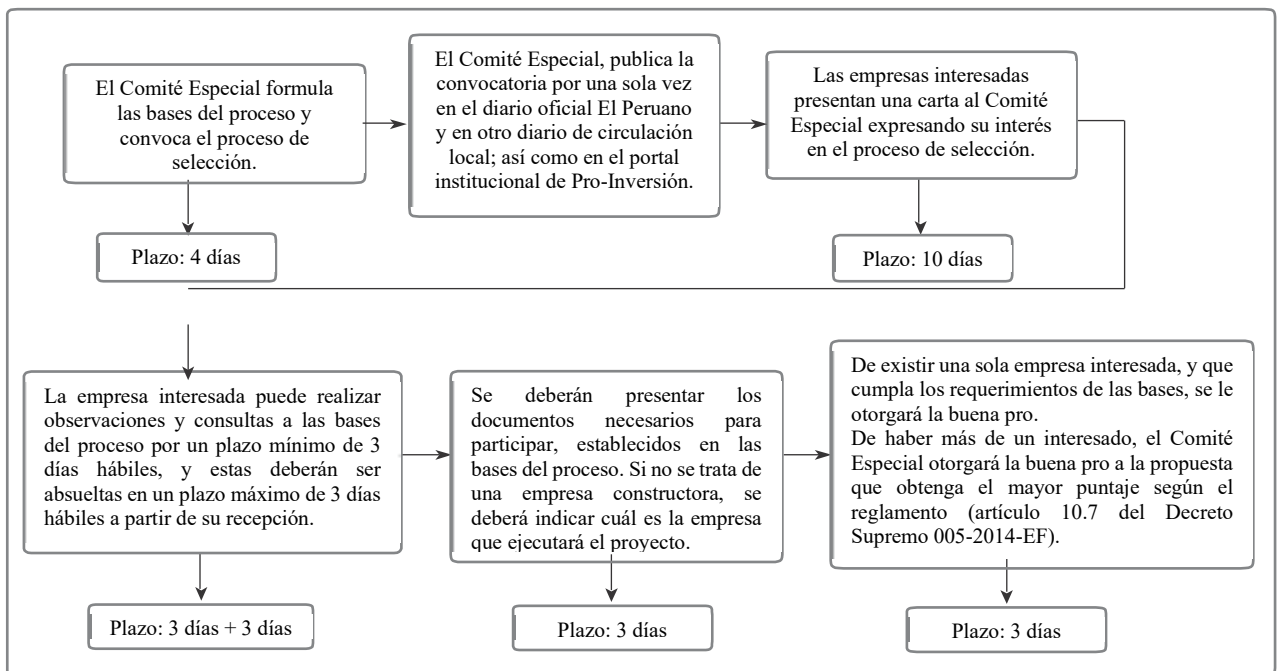 El Comité Especial formula
las bases del proceso y
convoca el proceso de
selección.
El Comité Especial, publica la
convocatoria por una sola vez
en el diario oficial El Peruano
y en otro diario de circulación
local; así como en el portal
institucional de Pro-Inversión.
Las empresas interesadas
presentan una carta al Comité
Especial expresando su interés
en el proceso de selección.
Plazo: 4 días
Plazo: 10 días
La empresa interesada puede realizar
observaciones y consultas a las bases
del proceso por un plazo mínimo de 3
días hábiles, y estas deberán ser
absueltas en un plazo máximo de 3 días
hábiles a partir de su recepción.
Se deberán presentar los
documentos necesarios para
participar, establecidos en las
bases del proceso. Si no se trata de
una empresa constructora, se
deberá indicar cuál es la empresa
que ejecutará el proyecto.
De existir una sola empresa interesada, y que
cumpla los requerimientos de las bases, se le
otorgará la buena pro.
De haber más de un interesado, el Comité
Especial otorgará la buena pro a la propuesta
que obtenga el mayor puntaje según el
reglamento (artículo 10.7 del Decreto
Supremo 005-2014-EF).
Plazo: 3 días + 3 días
Plazo: 3 días
Plazo: 3 días